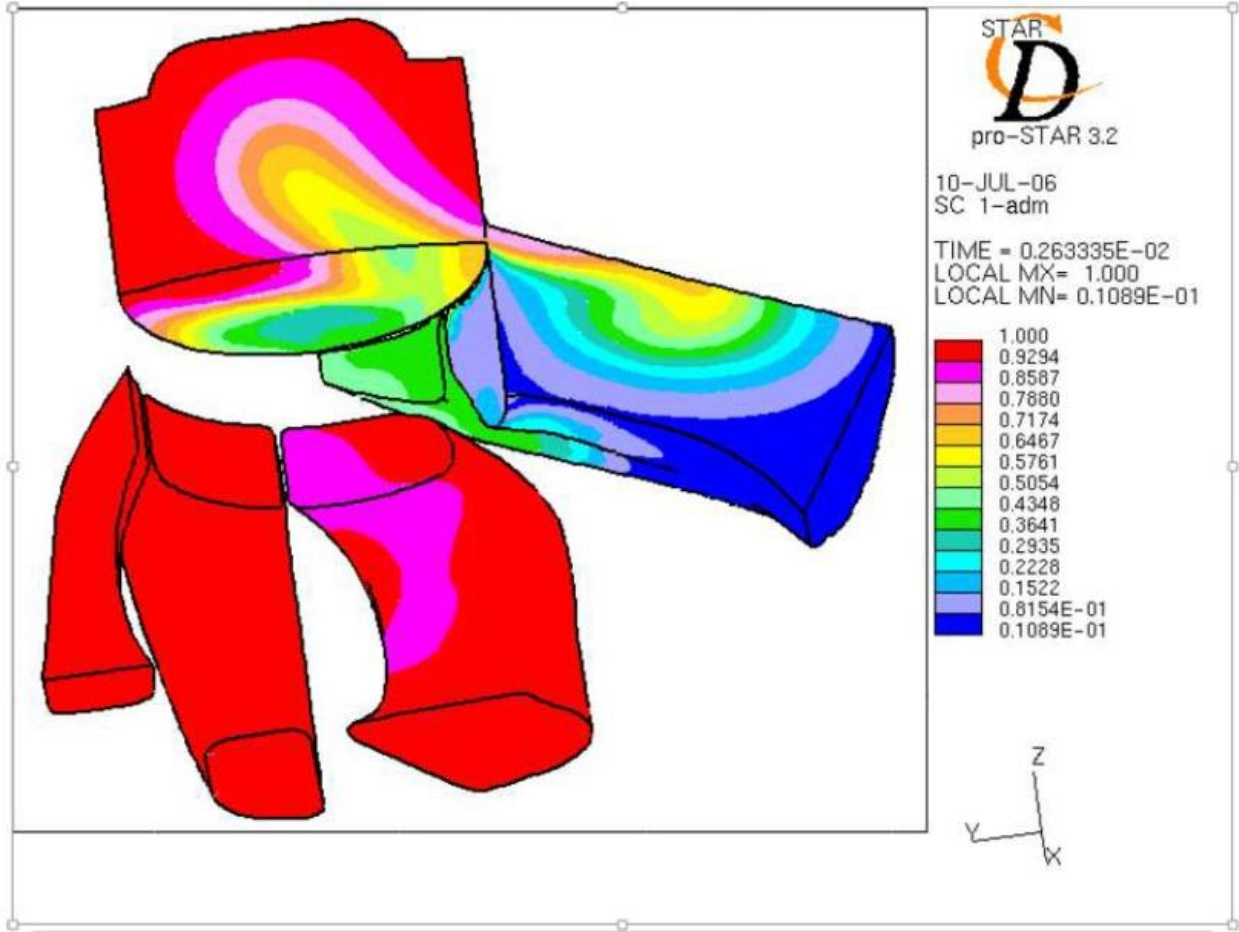 STAR
D
pro-STAR 3.2
10-JUL-06
SC 1-adm
TIME = 0.263335E-02
LOCAL MX= 1.000
LOCAL MN= 0.1089E-01
1.000
0.9294
0.8587
0.7880
0.7174
0.6467
0.5761
0.5054
0.4348
0.3641
0.2935
0.2228
0.1522
0.8154E-01
0.1089E-01
Z
Y
X